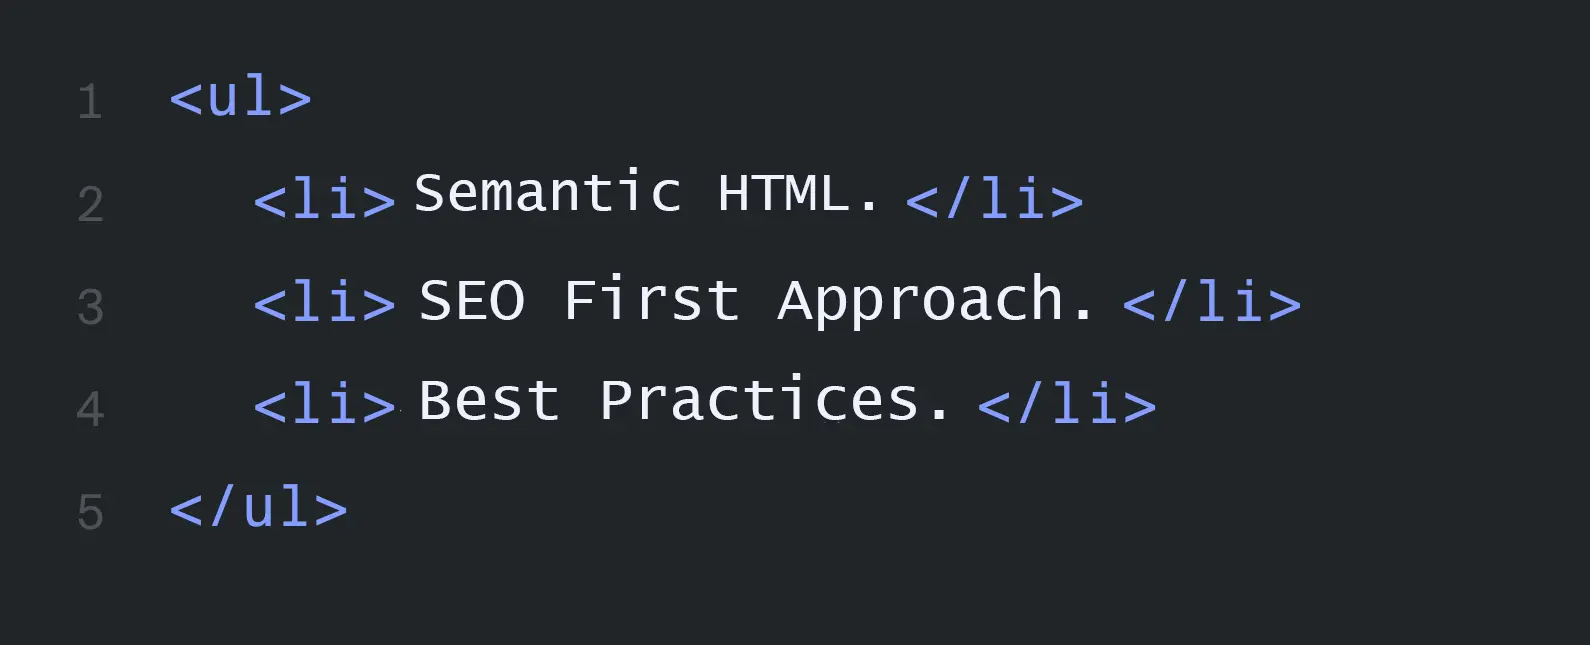 1 <ul>
2 <li> Semantic HTML. </li>
3 <li> SEO First Approach. </li>
4 <li> Best Practices. </li>
5 </ul>